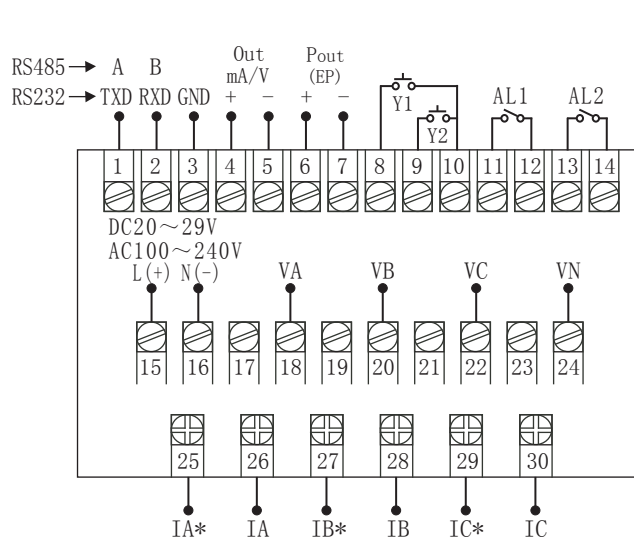 Out Pout
RS485→ A B mA/V (EP)
RS232→ TXD RXD GND + − + − Y1 Y2 AL1 AL2
1 2 3 4 5 6 7 8 9 10 11 12 13 14
DC20～29V
AC100～240V
L(+) N(−) VA VB VC VN
15 16 17 18 19 20 21 22 23 24
25 26 27 28 29 30
IA* IA IB* IB IC* IC